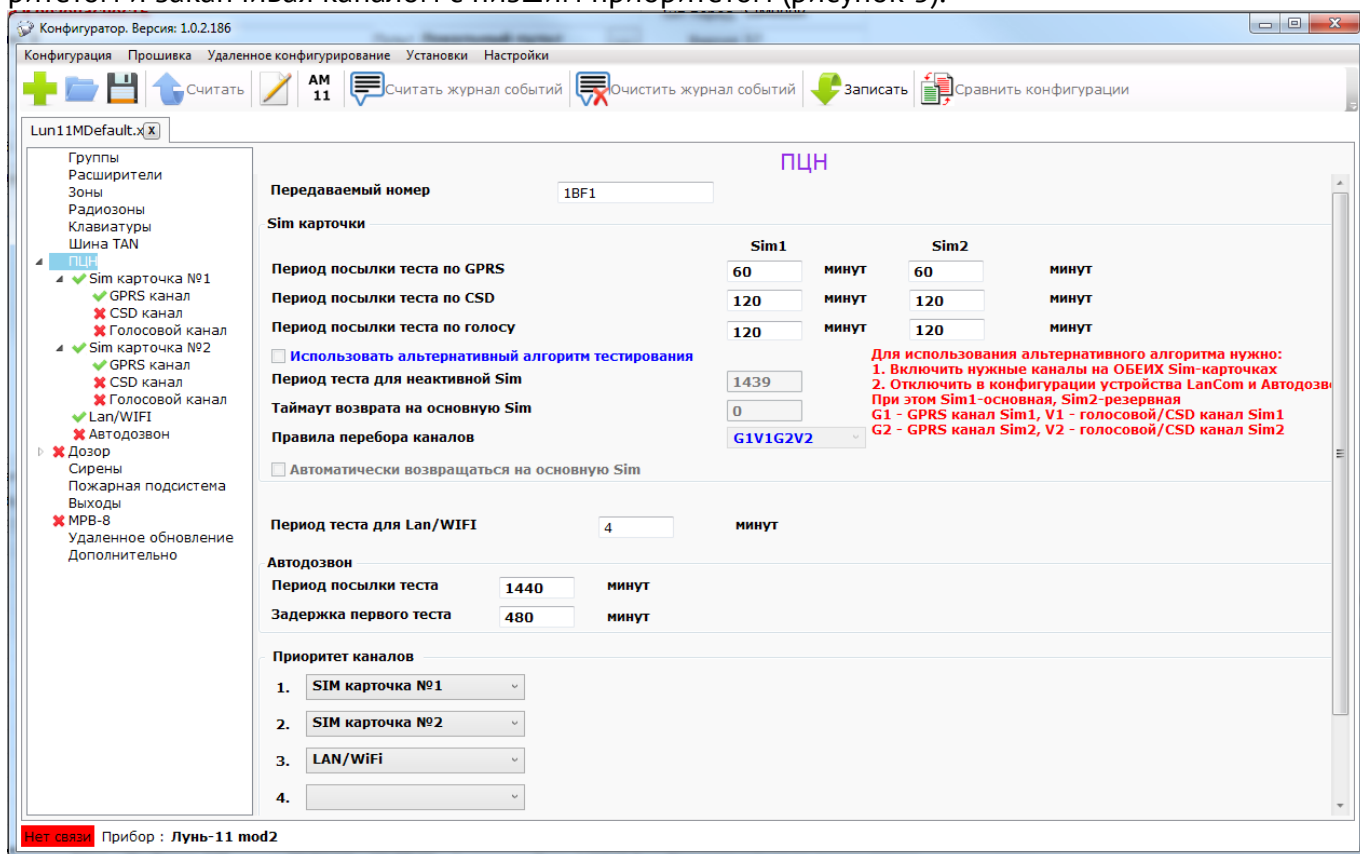 ритетом и заканчивая каналом с низшим приоритетом (рисунок 9).
Конфигуратор. Версия: 1.0.2.186
Конфигурация Прошивка Удаленное конфигурирование Установки Настройки
Считать AM 11 Считать журнал событий Очистить журнал событий Записать Сравнить конфигурации
Lun11MDefault.x X
Группы
Расширители
Зоны
Радиозоны
Клавиатуры
Шина TAN
ПЦН
Sim карточка №1
GPRS канал
CSD канал
Голосовой канал
Sim карточка №2
GPRS канал
CSD канал
Голосовой канал
Lan/WIFI
Автодозвон
Дозор
Сирены
Пожарная подсистема
Выходы
МРВ-8
Удаленное обновление
Дополнительно
ПЦН
Передаваемый номер 1BF1
Sim карточки
Sim1 Sim2
Период посылки теста по GPRS 60 минут 60 минут
Период посылки теста по CSD 120 минут 120 минут
Период посылки теста по голосу 120 минут 120 минут
Использовать альтернативный алгоритм тестирования
Период теста для неактивной Sim 1439
Таймаут возврата на основную Sim 0
Правила перебора каналов G1V1G2V2
Автоматически возвращаться на основную Sim
Для использования альтернативного алгоритма нужно:
1. Включить нужные каналы на ОБЕИХ Sim-карточках
2. Отключить в конфигурации устройства LanCom и Автодозв
При этом Sim1-основная, Sim2-резервная
G1 - GPRS канал Sim1, V1 - голосовой/CSD канал Sim1
G2 - GPRS канал Sim2, V2 - голосовой/CSD канал Sim2
Период теста для Lan/WIFI 4 минут
Автодозвон
Период посылки теста 1440 минут
Задержка первого теста 480 минут
Приоритет каналов
1. SIM карточка №1
2. SIM карточка №2
3. LAN/WiFi
4.
Нет связи Прибор : Лунь-11 mod2